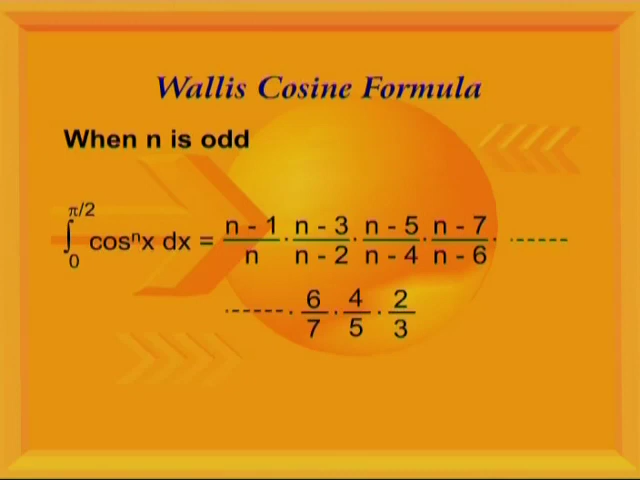 Wallis Cosine Formula
When n is odd
∫₀^π/2 cosⁿx dx = (n - 1)/n · (n - 3)/(n - 2) · (n - 5)/(n - 4) · (n - 7)/(n - 6) · ------
------ · 6/7 · 4/5 · 2/3